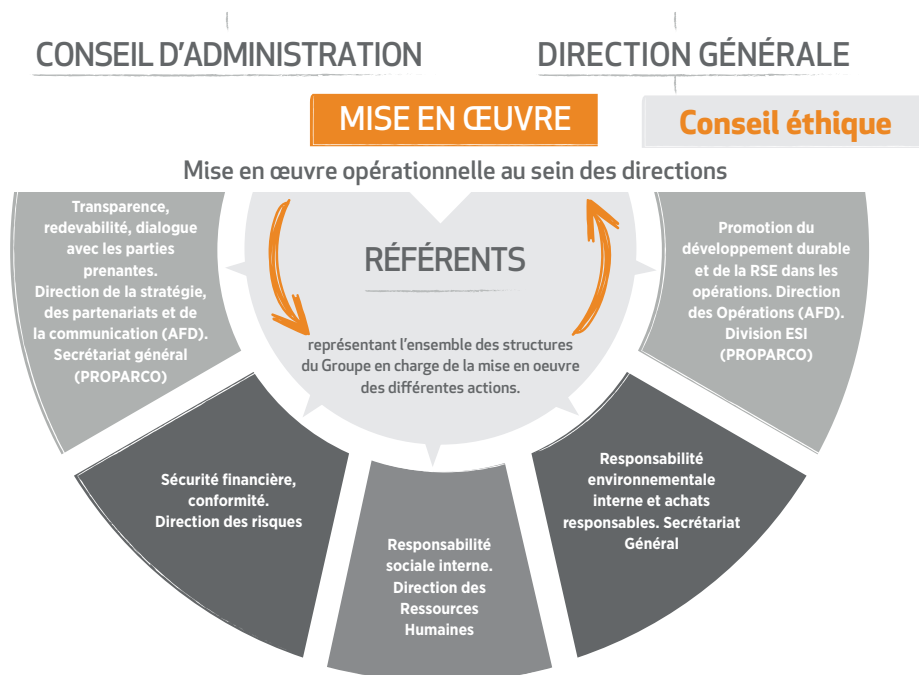 CONSEIL D'ADMINISTRATION
DIRECTION GÉNÉRALE
MISE EN ŒUVRE
Conseil éthique
Mise en œuvre opérationnelle au sein des directions
Transparence,
redevabilité, dialogue
avec les parties
prenantes.
Direction de la stratégie,
des partenariats et de
la communication (AFD).
Secrétariat général
(PROPARCO)
RÉFÉRENTS
représentant l'ensemble des structures
du Groupe en charge de la mise en oeuvre
des différentes actions.
Promotion du
développement durable
et de la RSE dans les
opérations. Direction
des Opérations (AFD).
Division ESI
(PROPARCO)
Sécurité financière,
conformité.
Direction des risques
Responsabilité
sociale interne.
Direction des
Ressources
Humaines
Responsabilité
environnementale
interne et achats
responsables. Secrétariat
Général